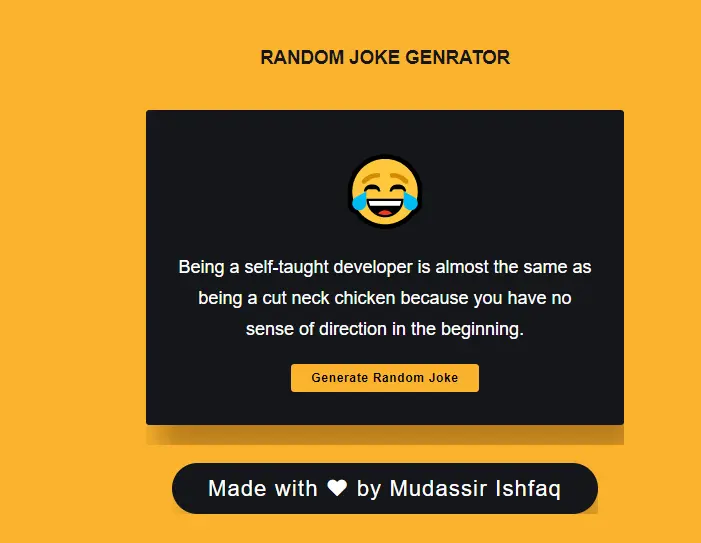 RANDOM JOKE GENRATOR
Being a self-taught developer is almost the same as
being a cut neck chicken because you have no
sense of direction in the beginning.
Generate Random Joke
Made with ❤ by Mudassir Ishfaq